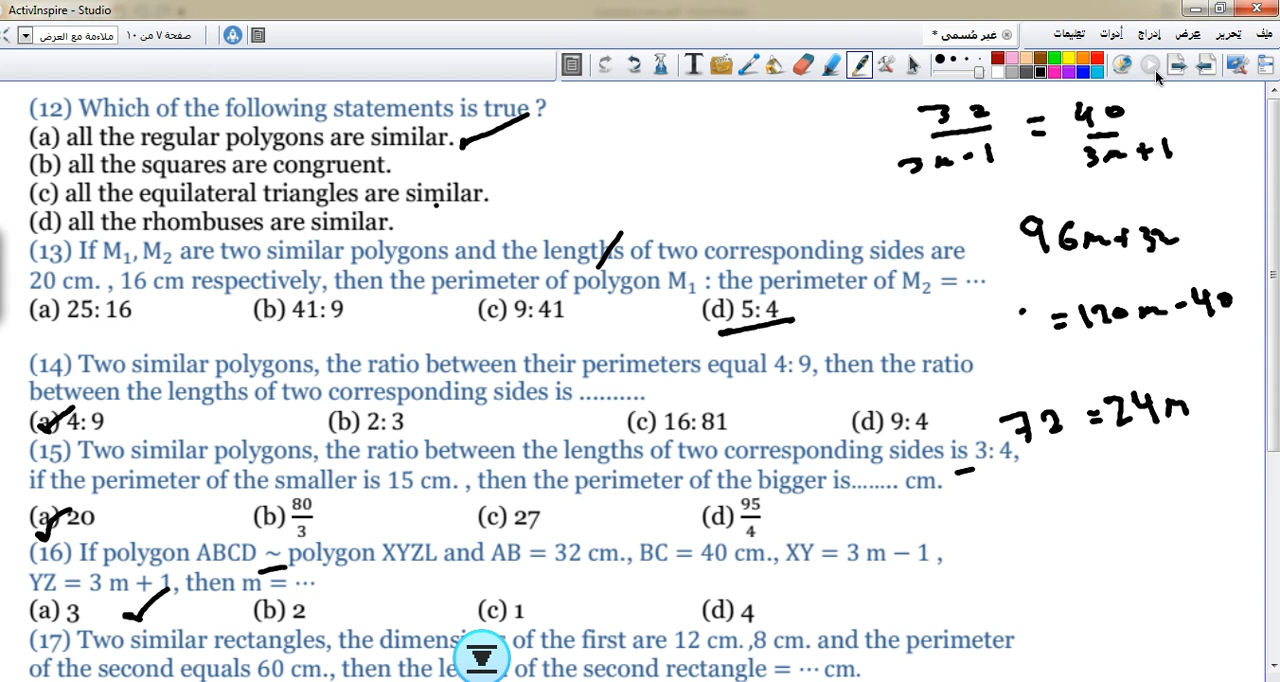 ActivInspire - Studio
صفحة ٧ من ١٠ ملاءمة مع العرض
غير مُسمى *
ملف تحرير عرض إدراج أدوات تعليقات
(12) Which of the following statements is true ?
(a) all the regular polygons are similar.
(b) all the squares are congruent.
(c) all the equilateral triangles are similar.
(d) all the rhombuses are similar.
(13) If M₁, M₂ are two similar polygons and the lengths of two corresponding sides are
20 cm. , 16 cm respectively, then the perimeter of polygon M₁ : the perimeter of M₂ = ⋯
(a) 25: 16 (b) 41: 9 (c) 9: 41 (d) 5: 4
(14) Two similar polygons, the ratio between their perimeters equal 4: 9, then the ratio
between the lengths of two corresponding sides is ..........
(a) 4: 9 (b) 2: 3 (c) 16: 81 (d) 9: 4
(15) Two similar polygons, the ratio between the lengths of two corresponding sides is 3: 4,
if the perimeter of the smaller is 15 cm. , then the perimeter of the bigger is........ cm.
(a) 20 (b) 80/3 (c) 27 (d) 95/4
(16) If polygon ABCD ~ polygon XYZL and AB = 32 cm., BC = 40 cm., XY = 3 m − 1 ,
YZ = 3 m + 1, then m = ⋯
(a) 3 (b) 2 (c) 1 (d) 4
(17) Two similar rectangles, the dimens of the first are 12 cm. ,8 cm. and the perimeter
of the second equals 60 cm., then the le of the second rectangle = ⋯ cm.
32/3m-1 = 40/3m+1
96m+32
= 120m-40
72 = 24m